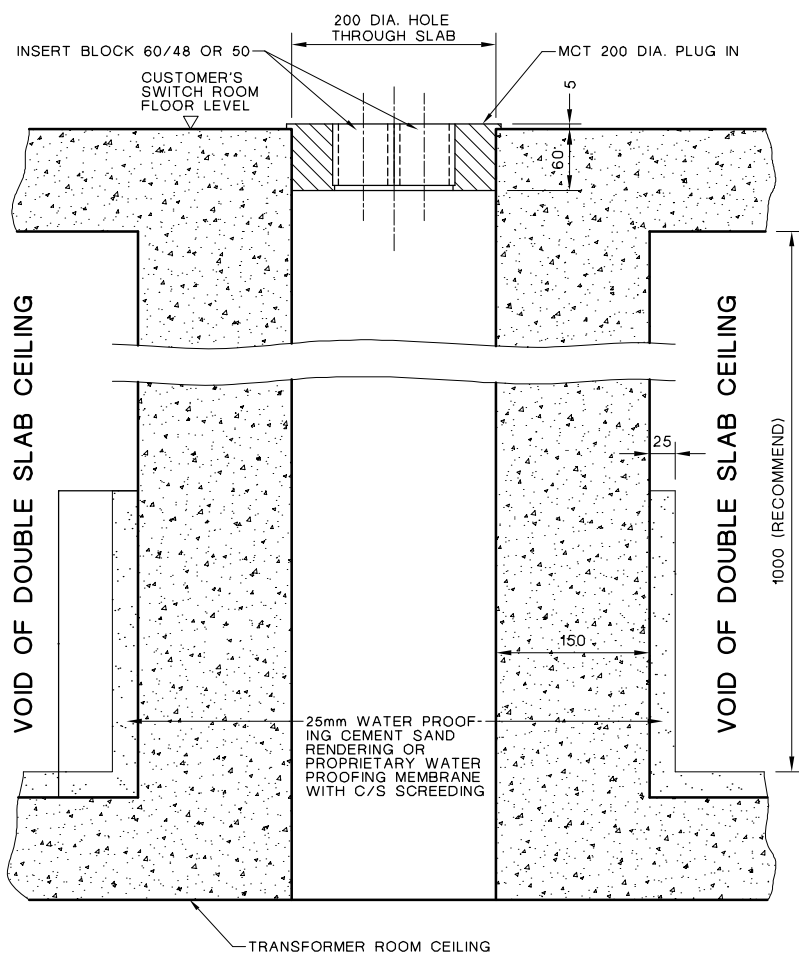 200 DIA. HOLE
THROUGH SLAB
INSERT BLOCK 60/48 OR 50
MCT 200 DIA. PLUG IN
CUSTOMER'S
SWITCH ROOM
FLOOR LEVEL
5
60
VOID OF DOUBLE SLAB CEILING
VOID OF DOUBLE SLAB CEILING
25
1000 (RECOMMEND)
150
25mm WATER PROOF-
ING CEMENT SAND
RENDERING OR
PROPRIETARY WATER
PROOFING MEMBRANE
WITH C/S SCREEDING
TRANSFORMER ROOM CEILING